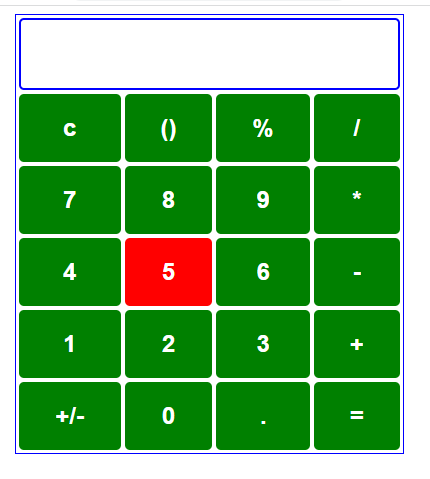 c () % /
7 8 9 *
4 5 6 -
1 2 3 +
+/- 0 . =